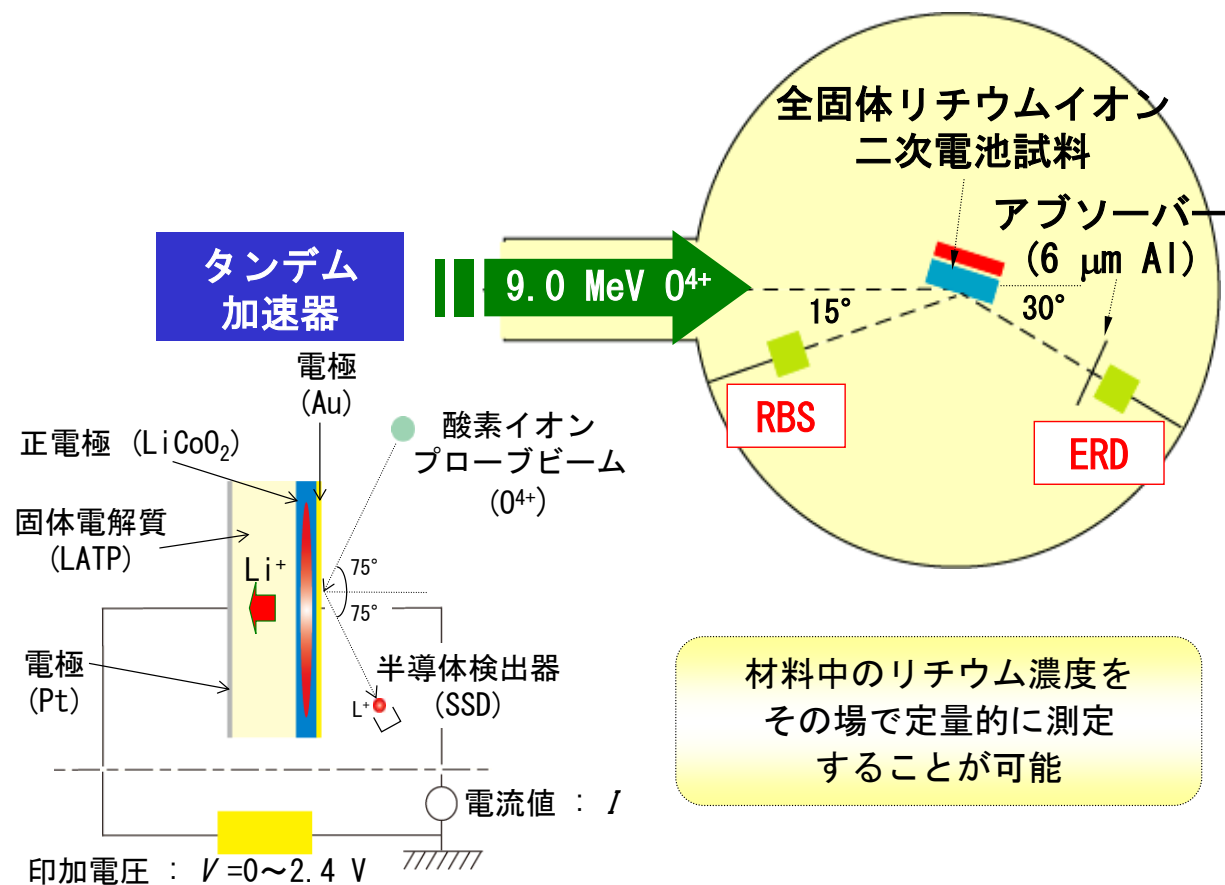 全固体リチウムイオン
二次電池試料
アブソーバー
(6 μm Al)
タンデム
加速器
9.0 MeV O⁴⁺
15°
30°
RBS
ERD
電極
(Au)
正電極 (LiCoO₂)
酸素イオン
プローブビーム
(O⁴⁺)
固体電解質
(LATP)
Li⁺
75°
75°
電極
(Pt)
半導体検出器
(SSD)
L⁺
材料中のリチウム濃度を
その場で定量的に測定
することが可能
電流値 : I
印加電圧 : V=0～2.4 V